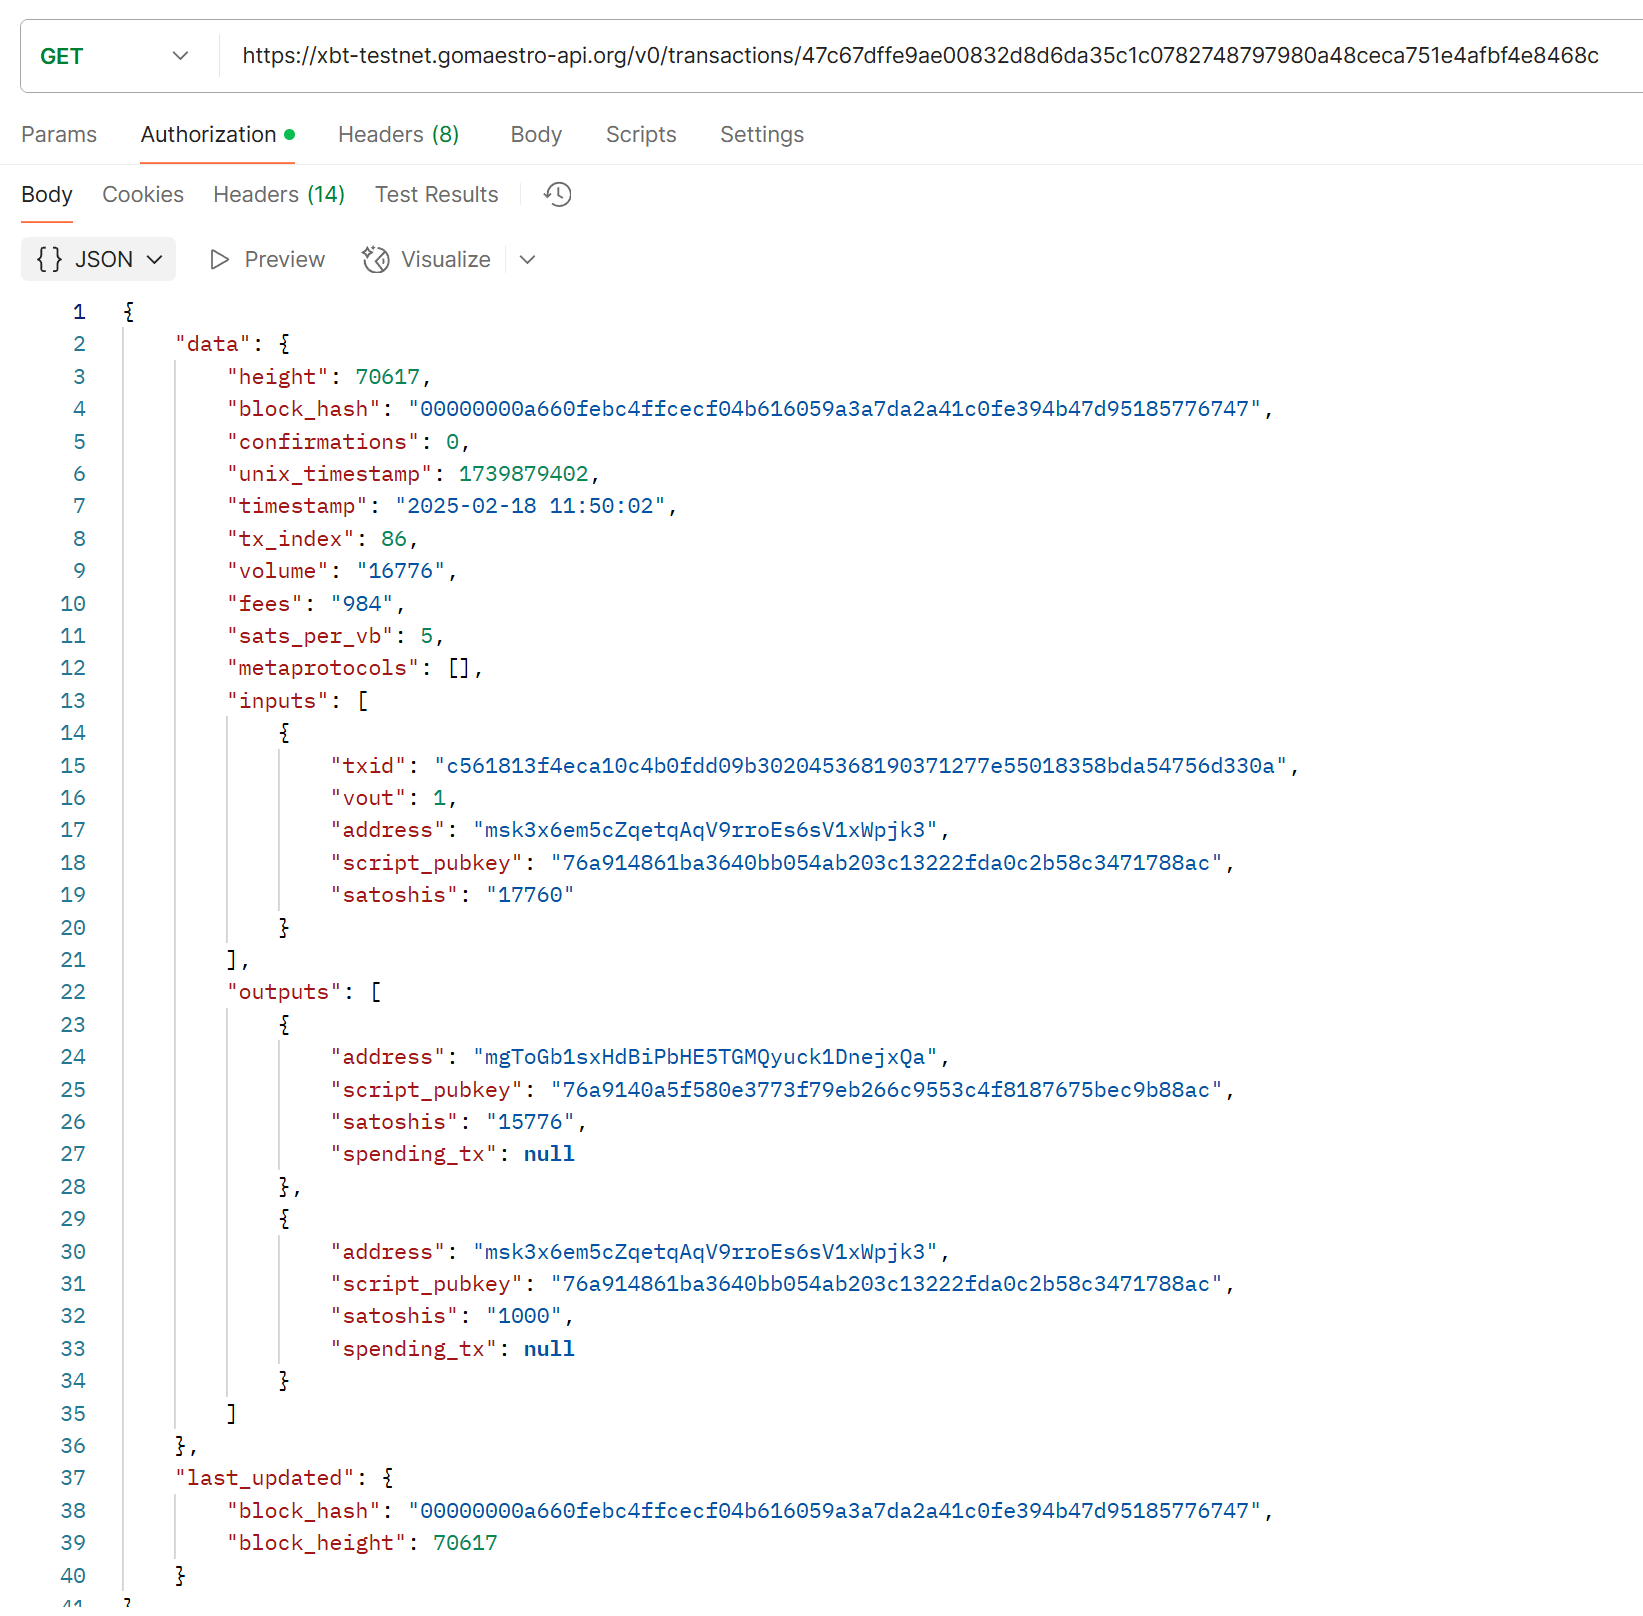 GET https://xbt-testnet.gomaestro-api.org/v0/transactions/47c67dffe9ae00832d8d6da35c1c0782748797980a48ceca751e4afbf4e8468c
Params Authorization Headers (8) Body Scripts Settings
Body Cookies Headers (14) Test Results
{} JSON Preview Visualize
1 {
2 "data": {
3 "height": 70617,
4 "block_hash": "00000000a660febc4ffcecf04b616059a3a7da2a41c0fe394b47d95185776747",
5 "confirmations": 0,
6 "unix_timestamp": 1739879402,
7 "timestamp": "2025-02-18 11:50:02",
8 "tx_index": 86,
9 "volume": "16776",
10 "fees": "984",
11 "sats_per_vb": 5,
12 "metaprotocols": [],
13 "inputs": [
14 {
15 "txid": "c561813f4eca10c4b0fdd09b302045368190371277e55018358bda54756d330a",
16 "vout": 1,
17 "address": "msk3x6em5cZqetqAqV9rroEs6sV1xWpjk3",
18 "script_pubkey": "76a914861ba3640bb054ab203c13222fda0c2b58c3471788ac",
19 "satoshis": "17760"
20 }
21 ],
22 "outputs": [
23 {
24 "address": "mgToGb1sxHdBiPbHE5TGMQyuck1DnejxQa",
25 "script_pubkey": "76a9140a5f580e3773f79eb266c9553c4f8187675bec9b88ac",
26 "satoshis": "15776",
27 "spending_tx": null
28 },
29 {
30 "address": "msk3x6em5cZqetqAqV9rroEs6sV1xWpjk3",
31 "script_pubkey": "76a914861ba3640bb054ab203c13222fda0c2b58c3471788ac",
32 "satoshis": "1000",
33 "spending_tx": null
34 }
35 ]
36 },
37 "last_updated": {
38 "block_hash": "00000000a660febc4ffcecf04b616059a3a7da2a41c0fe394b47d95185776747",
39 "block_height": 70617
40 }
41 }